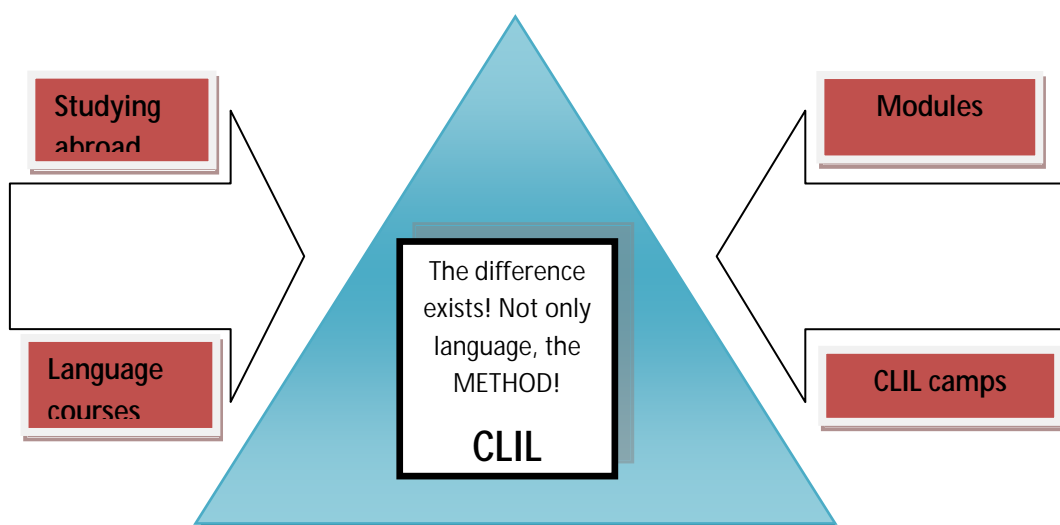 Studying
abroad
Modules
The difference
exists! Not only
language, the
METHOD!
CLIL
Language
courses
CLIL camps